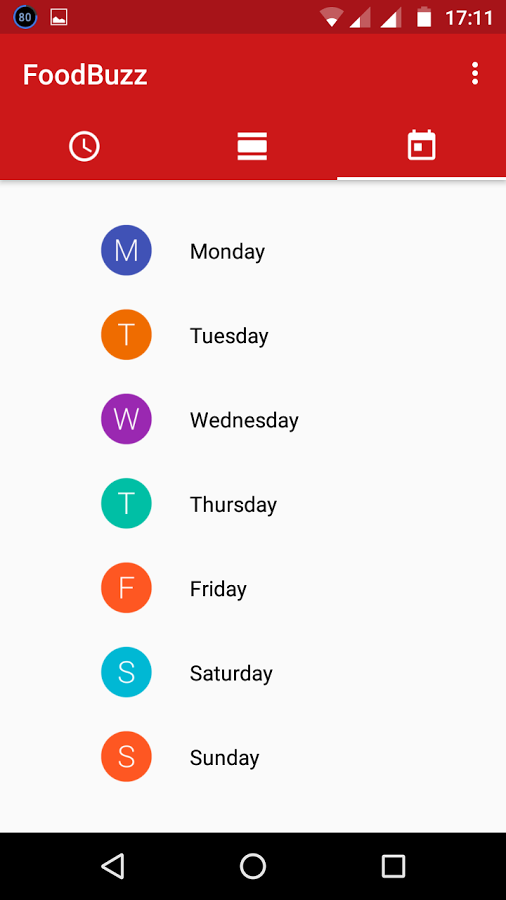 80 17:11
FoodBuzz
M Monday
T Tuesday
W Wednesday
T Thursday
F Friday
S Saturday
S Sunday